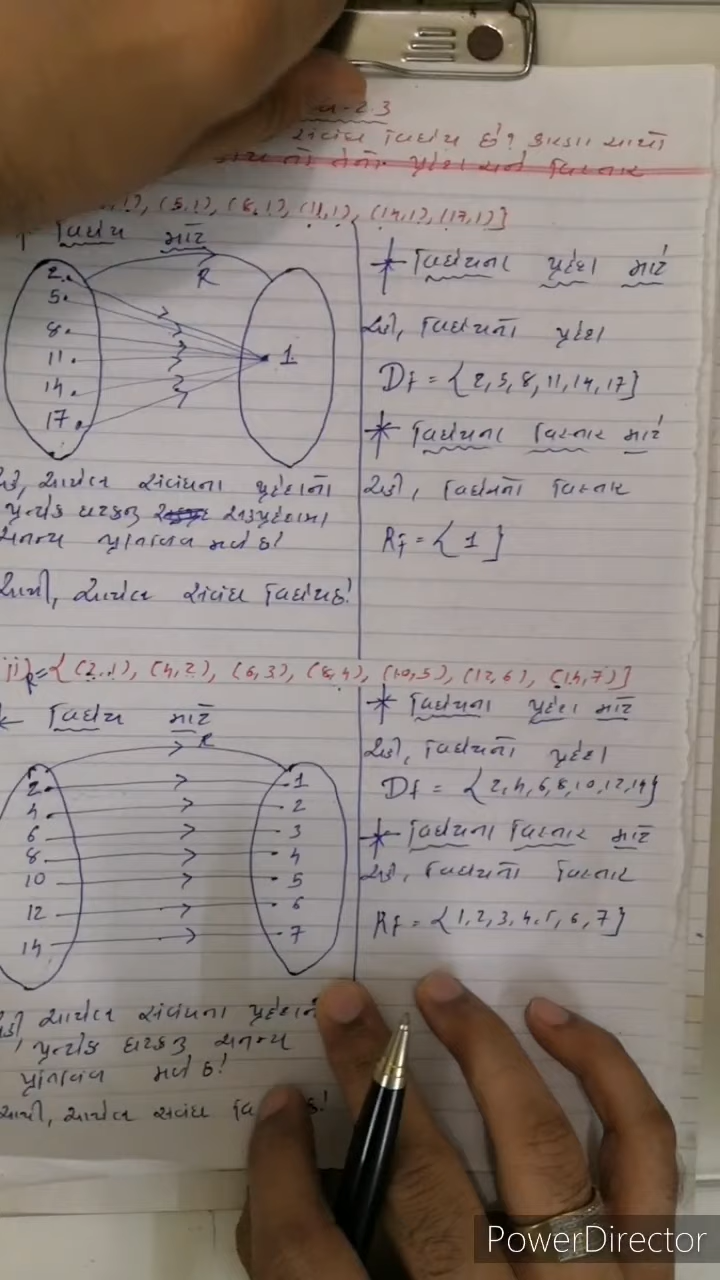 2.3
સંબંધ વિધેય છે? કારણ આપો
1), (5,1), (8,1), (11,1), (14,1), (17,1)}
* વિધેય માટે
R
2
5
8
11
14
17
1
અહીં, આપેલ સંબંધના પ્રદેશના
પ્રત્યેક ઘટકનું સહપ્રદેશમાં
અનન્ય પ્રતિબિંબ મળે છે!
આથી, આપેલ સંબંધ વિધેય છે!
* વિધેયના પ્રદેશ માટે
અહીં, વિધેયનો પ્રદેશ
Df = {2, 5, 8, 11, 14, 17}
* વિધેયના વિસ્તાર માટે
અહીં, વિધેયનો વિસ્તાર
Rf = {1}
ii) R = {(2,1), (4,2), (6,3), (8,4), (10,5), (12,6), (14,7)}
* વિધેય માટે
R
2
4
6
8
10
12
14
1
2
3
4
5
6
7
અહીં આપેલ સંબંધના પ્રદેશના
પ્રત્યેક ઘટકનું અનન્ય
પ્રતિબિંબ મળે છે!
આથી, આપેલ સંબંધ છે!
* વિધેયના પ્રદેશ માટે
અહીં, વિધેયનો પ્રદેશ
Df = {2, 4, 6, 8, 10, 12, 14}
* વિધેયના વિસ્તાર માટે
અહીં, વિધેયનો વિસ્તાર
Rf = {1, 2, 3, 4, 5, 6, 7}
PowerDirector